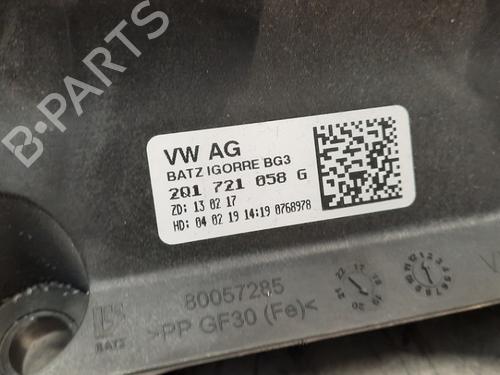 B-PARTS
VW AG
BATZ IGORRE BG3
2Q1 721 058 G
ZD: 13 02 17
HD: 04 02 19 14:19 0768978
80057285
>PP GF30 (Fe)<
BATZ